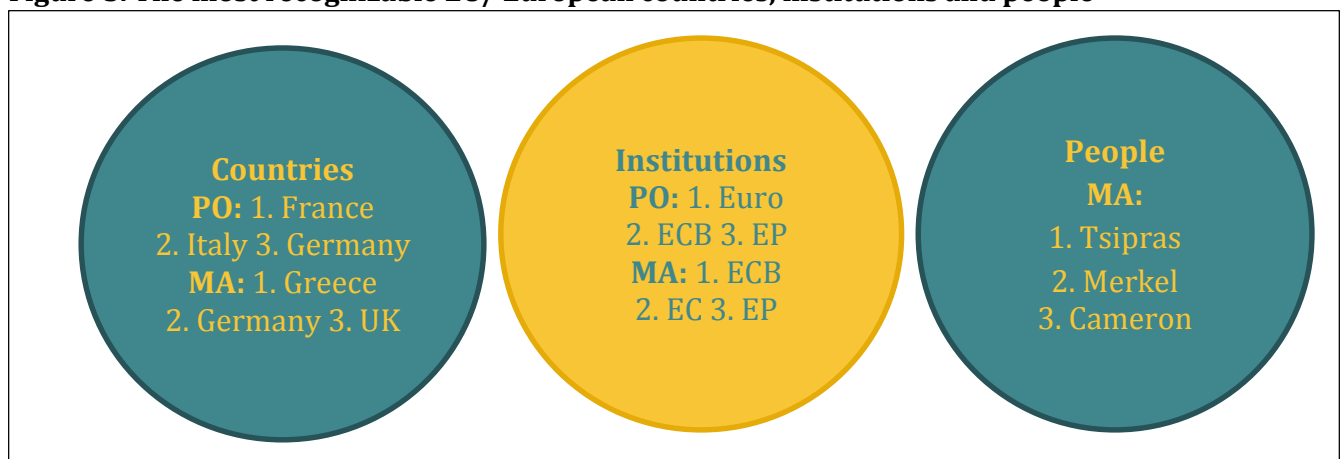 Countries
PO: 1. France
2. Italy 3. Germany
MA: 1. Greece
2. Germany 3. UK
Institutions
PO: 1. Euro
2. ECB 3. EP
MA: 1. ECB
2. EC 3. EP
People
MA:
1. Tsipras
2. Merkel
3. Cameron